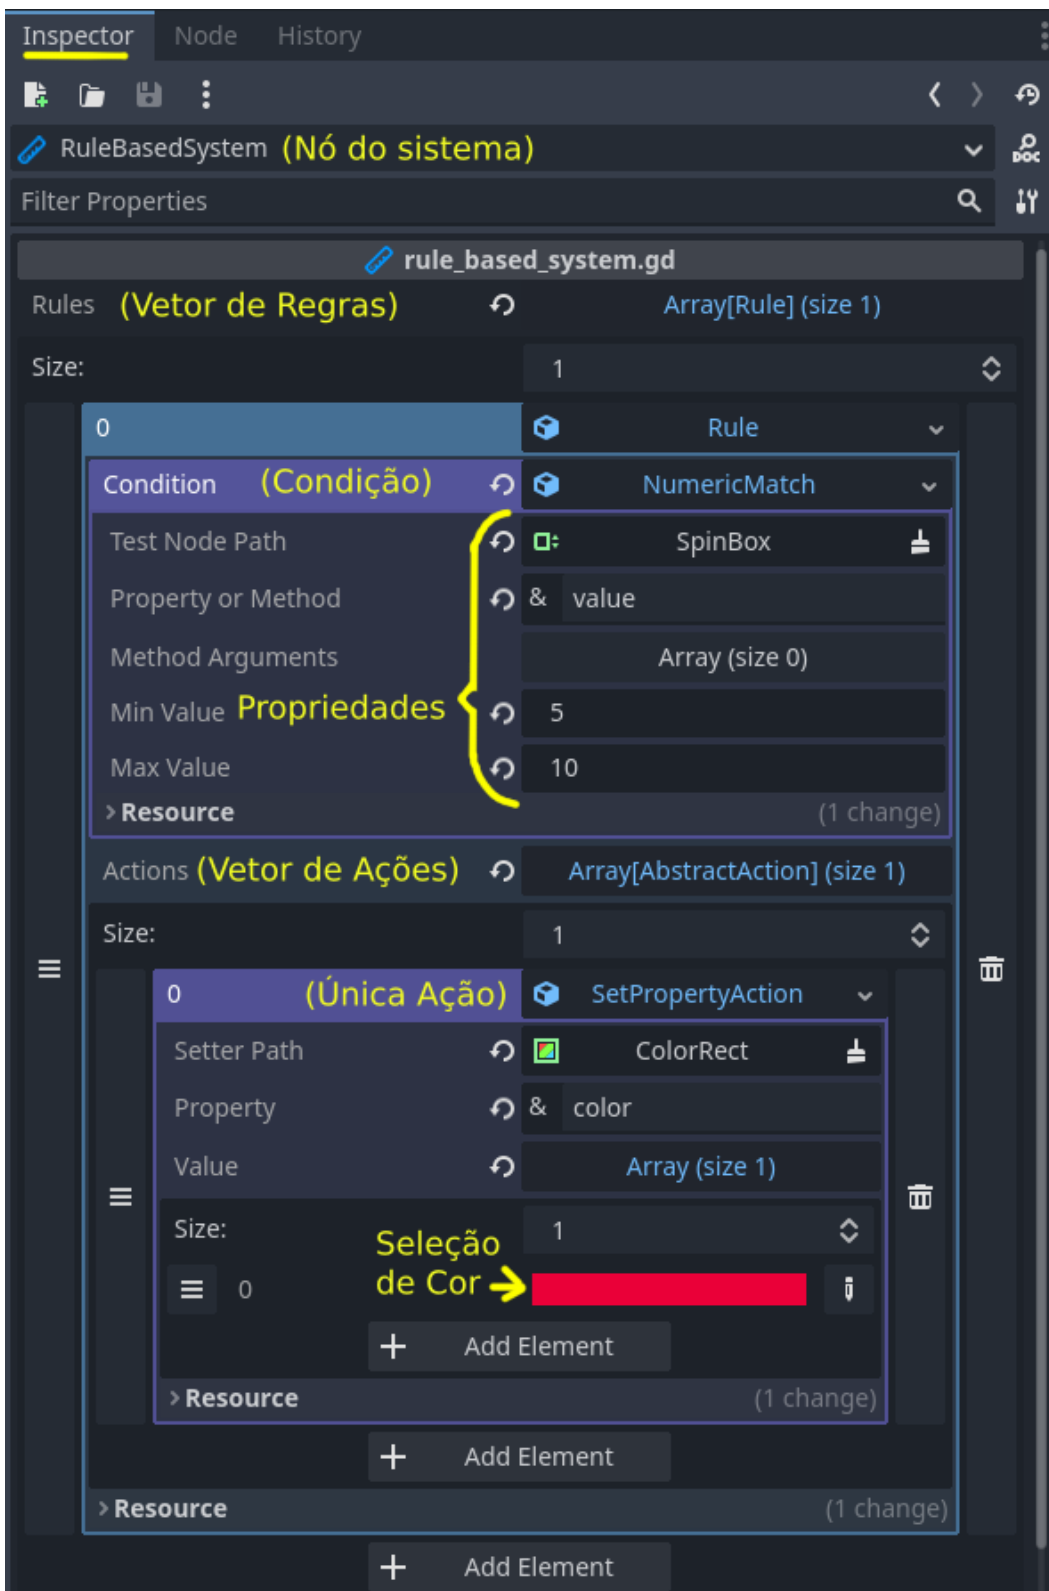 Inspector Node History
RuleBasedSystem (Nó do sistema)
DOC
Filter Properties
rule_based_system.gd
Rules (Vetor de Regras) Array[Rule] (size 1)
Size: 1
0 Rule
Condition (Condição) NumericMatch
Test Node Path SpinBox
Property or Method & value
Method Arguments Array (size 0)
Min Value Propriedades 5
Max Value 10
Resource (1 change)
Actions (Vetor de Ações) Array[AbstractAction] (size 1)
Size: 1
0 (Única Ação) SetPropertyAction
Setter Path ColorRect
Property & color
Value Array (size 1)
Size: 1
Seleção
de Cor
0
Add Element
Resource (1 change)
Add Element
Resource (1 change)
Add Element